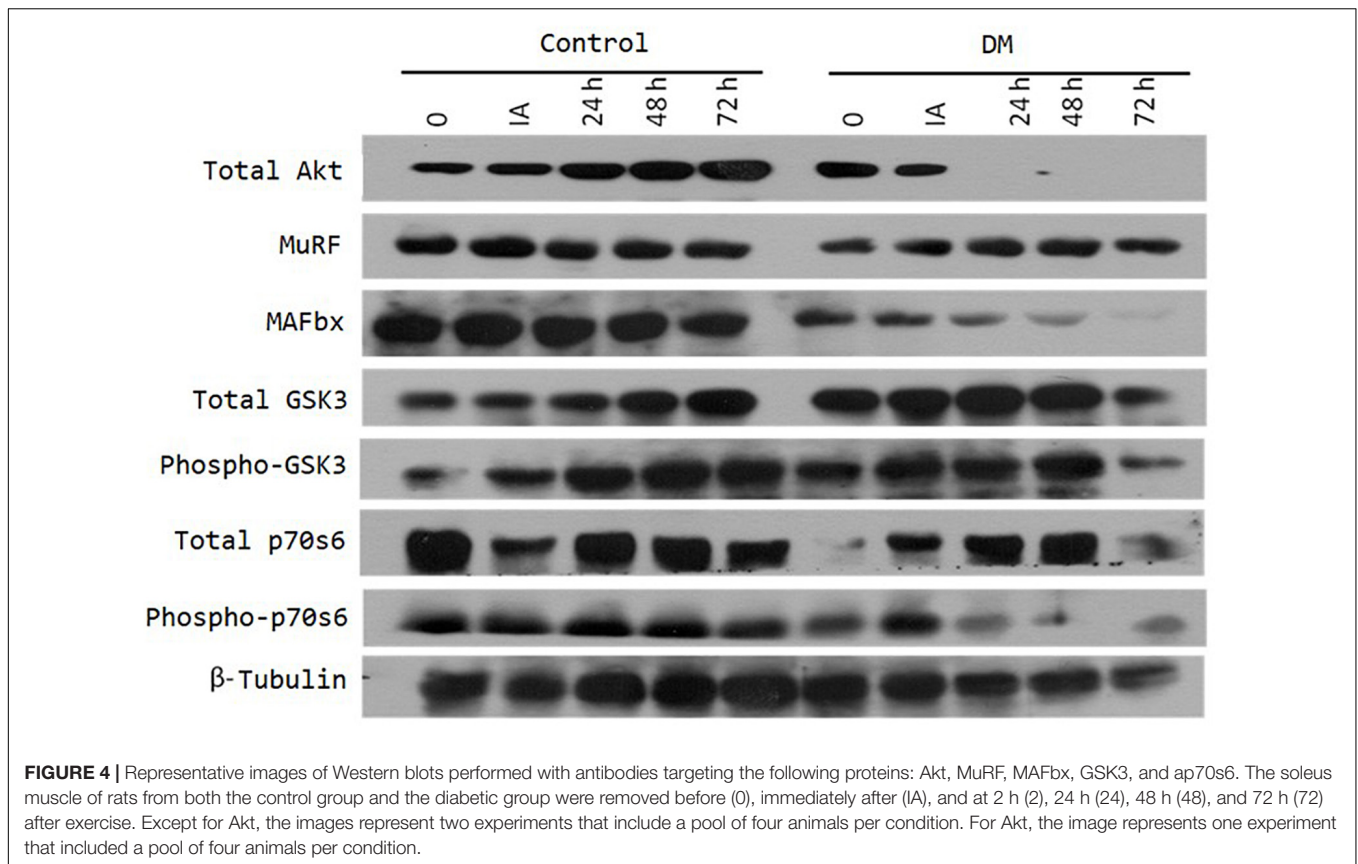 Control DM
0 IA 24 h 48 h 72 h 0 IA 24 h 48 h 72 h
Total Akt
MuRF
MAFbx
Total GSK3
Phospho-GSK3
Total p70s6
Phospho-p70s6
β-Tubulin
FIGURE 4 | Representative images of Western blots performed with antibodies targeting the following proteins: Akt, MuRF, MAFbx, GSK3, and ap70s6. The soleus
muscle of rats from both the control group and the diabetic group were removed before (0), immediately after (IA), and at 2 h (2), 24 h (24), 48 h (48), and 72 h (72)
after exercise. Except for Akt, the images represent two experiments that include a pool of four animals per condition. For Akt, the image represents one experiment
that included a pool of four animals per condition.